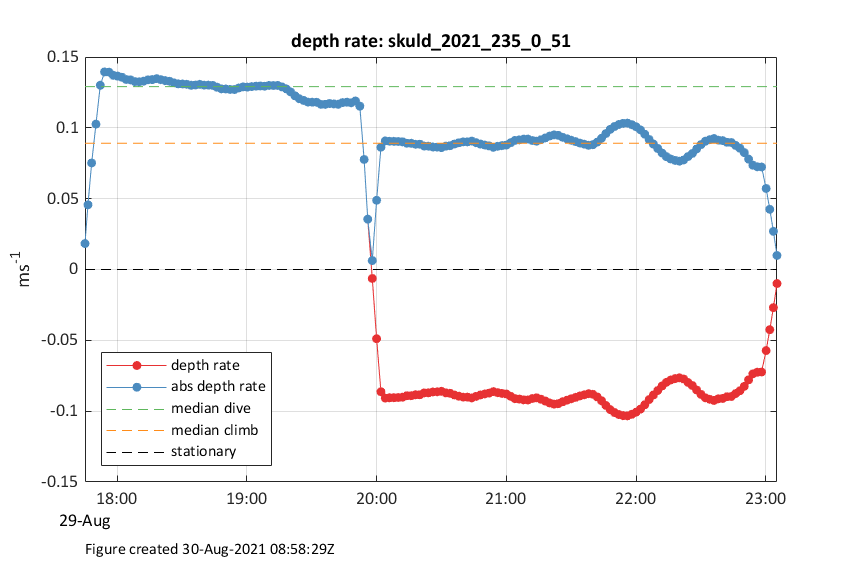 depth rate: skuld_2021_235_0_51
0.15
0.1
0.05
0
-0.05
-0.1
-0.15
ms-1
depth rate
abs depth rate
median dive
median climb
stationary
18:00 19:00 20:00 21:00 22:00 23:00
29-Aug
Figure created 30-Aug-2021 08:58:29Z